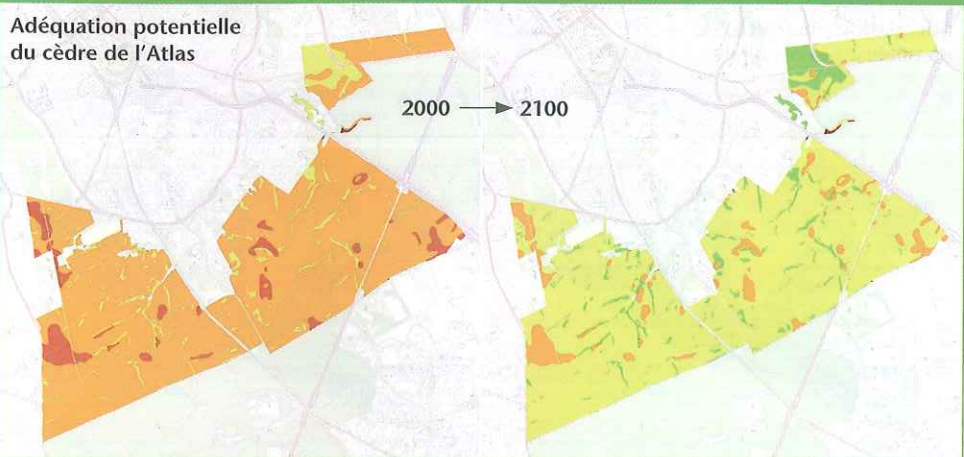 Adéquation potentielle
du cèdre de l'Atlas
2000 → 2100